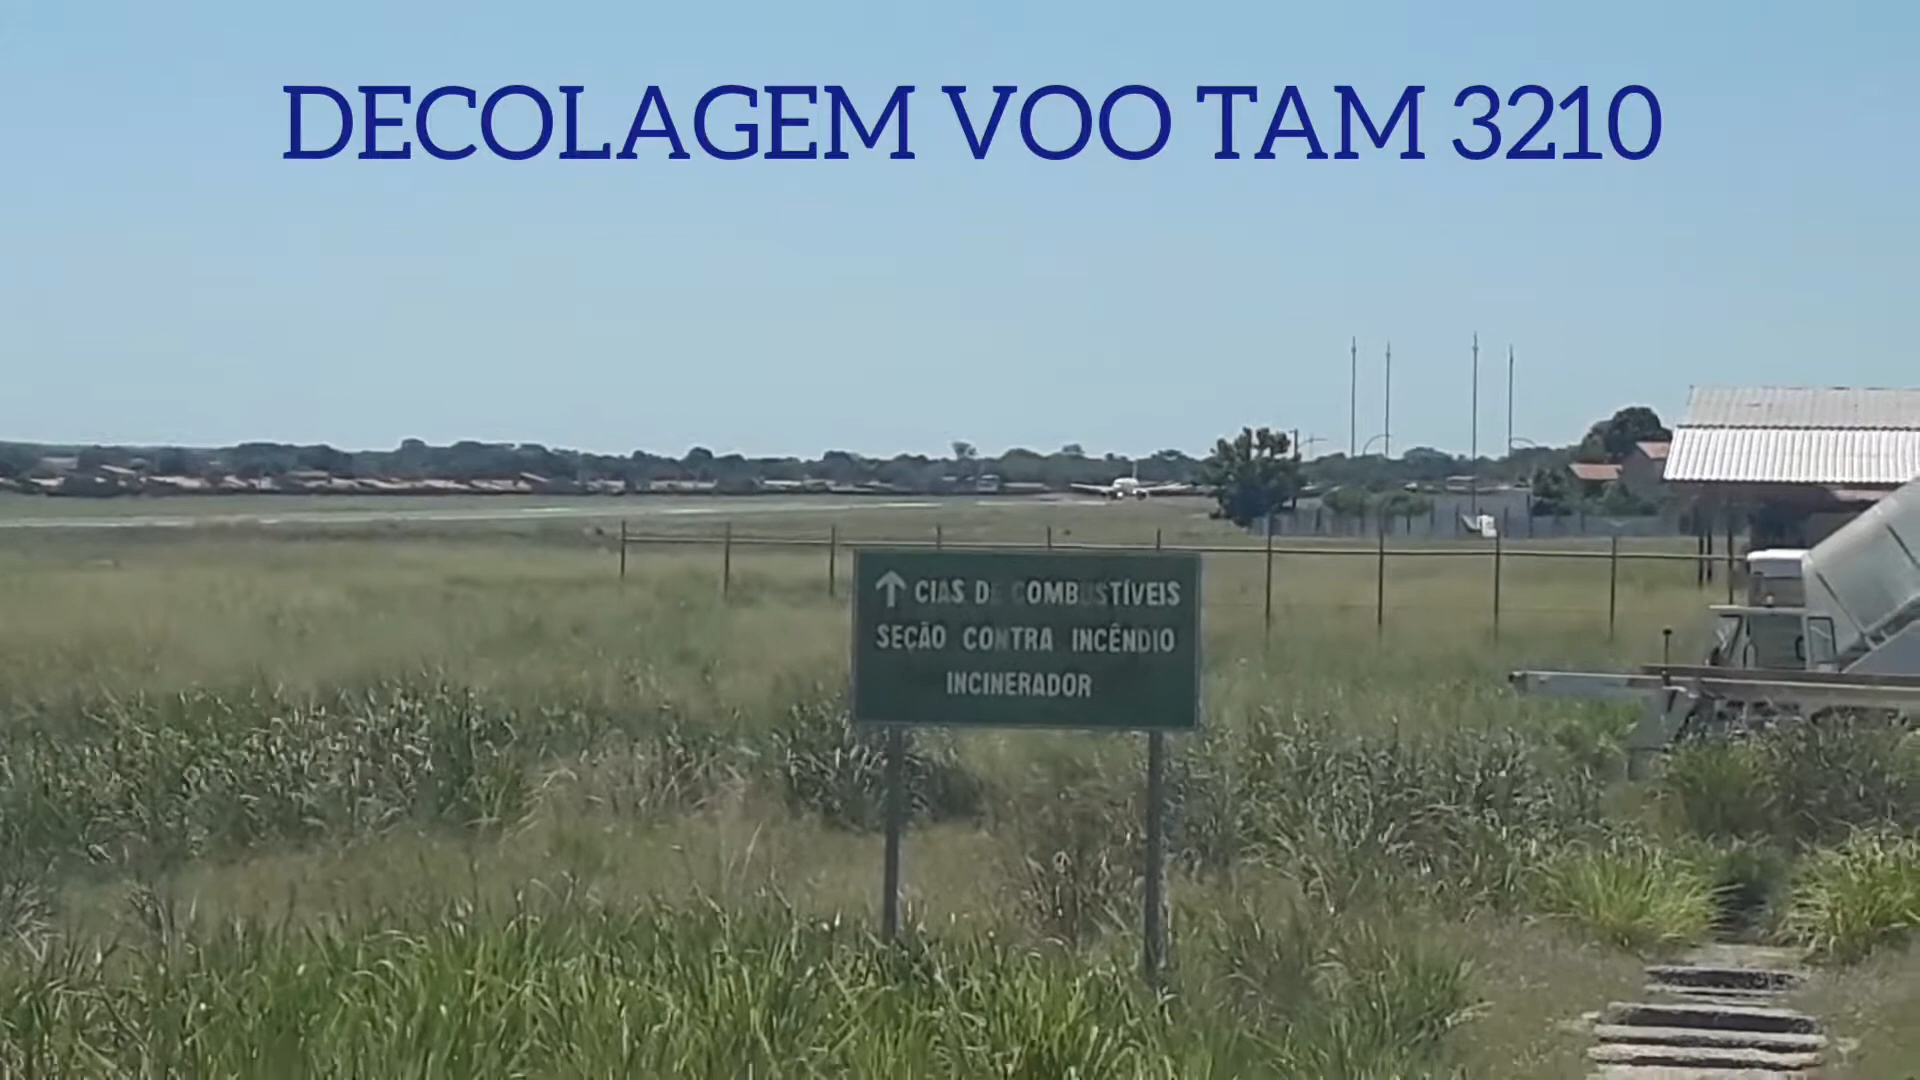 DECOLAGEM VOO TAM 3210
↑ CIAS DE COMBUSTÍVEIS
SEÇÃO CONTRA INCÊNDIO
INCINERADOR